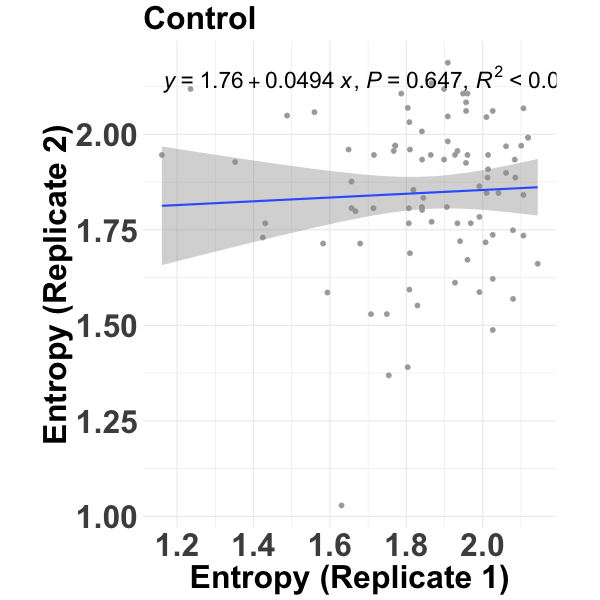 Control
y = 1.76 + 0.0494 x, P = 0.647, R² < 0.0
2.00
1.75
1.50
1.25
1.00
Entropy (Replicate 2)
1.2 1.4 1.6 1.8 2.0
Entropy (Replicate 1)